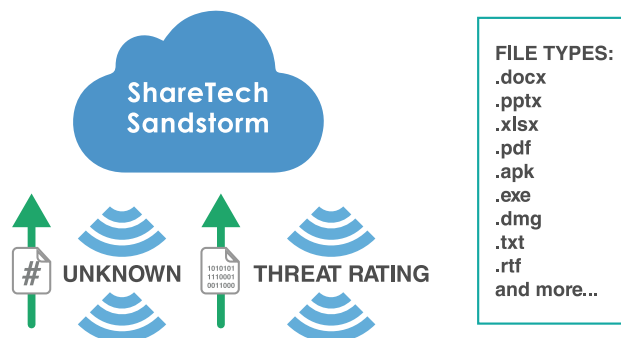 ShareTech
Sandstorm
# UNKNOWN
1010101
1110001
0011000
THREAT RATING
FILE TYPES:
.docx
.pptx
.xlsx
.pdf
.apk
.exe
.dmg
.txt
.rtf
and more...